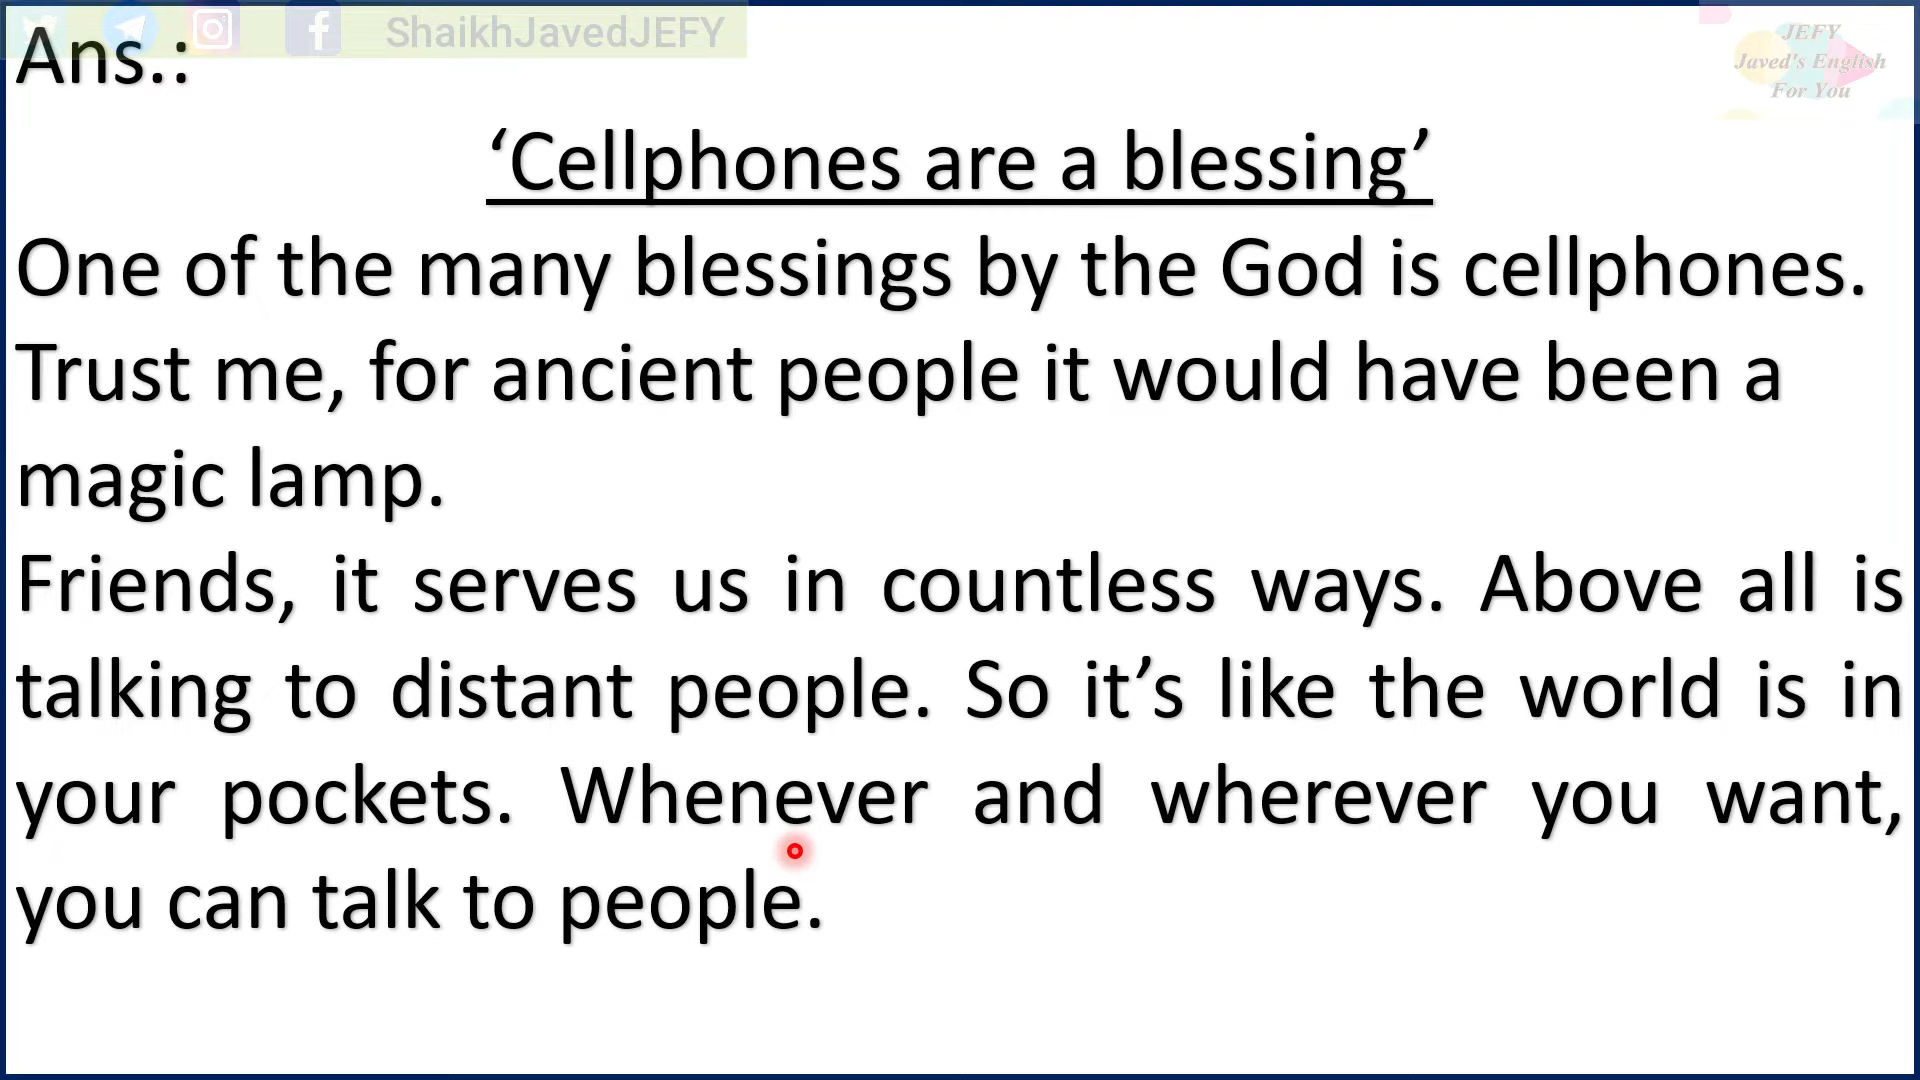 ShaikhJavedJEFY
JEFY
Javed's English
For You
Ans.:
‘Cellphones are a blessing’
One of the many blessings by the God is cellphones.
Trust me, for ancient people it would have been a
magic lamp.
Friends, it serves us in countless ways. Above all is
talking to distant people. So it’s like the world is in
your pockets. Whenever and wherever you want,
you can talk to people.